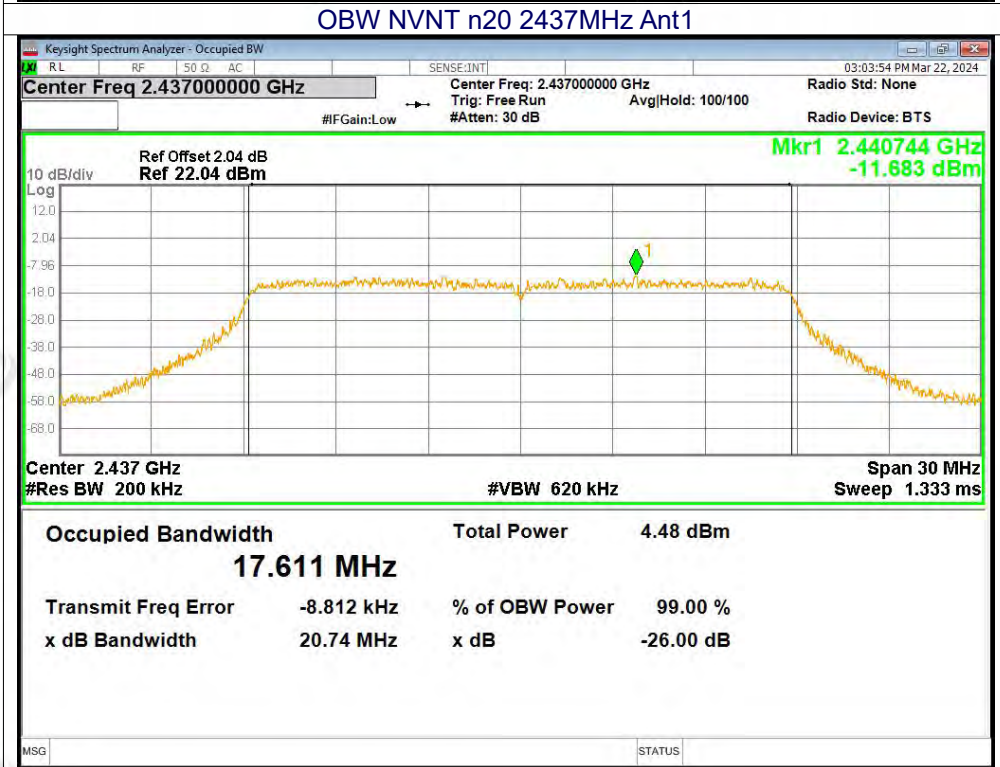 OBW NVNT n20 2437MHz Ant1
Keysight Spectrum Analyzer - Occupied BW
LXI RL RF 50 Ω AC SENSE:INT 03:03:54 PM Mar 22, 2024
Center Freq 2.437000000 GHz Center Freq: 2.437000000 GHz Radio Std: None
Trig: Free Run Avg|Hold: 100/100
#IFGain:Low #Atten: 30 dB Radio Device: BTS
Mkr1 2.440744 GHz
-11.683 dBm
Ref Offset 2.04 dB
10 dB/div Ref 22.04 dBm
Log
12.0
2.04
-7.96
-18.0
-28.0
-38.0
-48.0
-58.0
-68.0
1
Center 2.437 GHz Span 30 MHz
#Res BW 200 kHz #VBW 620 kHz Sweep 1.333 ms
Occupied Bandwidth Total Power 4.48 dBm
17.611 MHz
Transmit Freq Error -8.812 kHz % of OBW Power 99.00 %
x dB Bandwidth 20.74 MHz x dB -26.00 dB
MSG STATUS